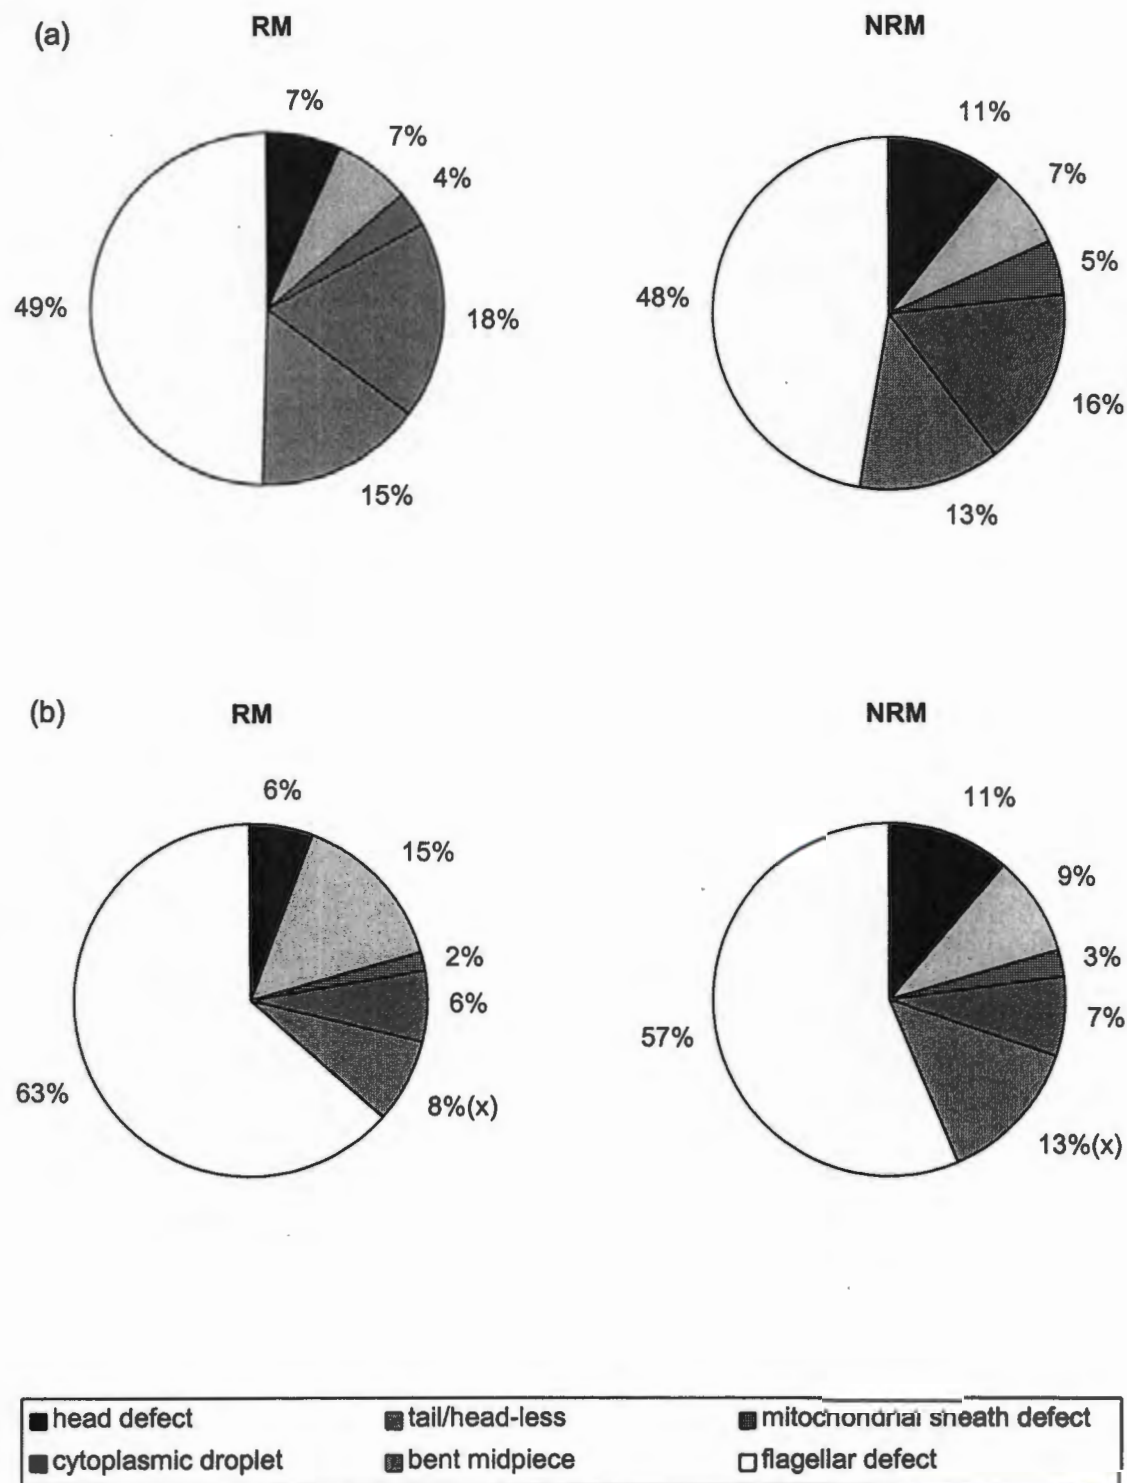 (a)
RM
NRM
7%
7%
4%
18%
15%
49%
11%
7%
5%
16%
13%
48%
(b)
RM
NRM
6%
15%
2%
6%
8%(x)
63%
11%
9%
3%
7%
13%(x)
57%
head defect tail/head-less mitochondrial sheath defect
cytoplasmic droplet bent midpiece flagellar defect